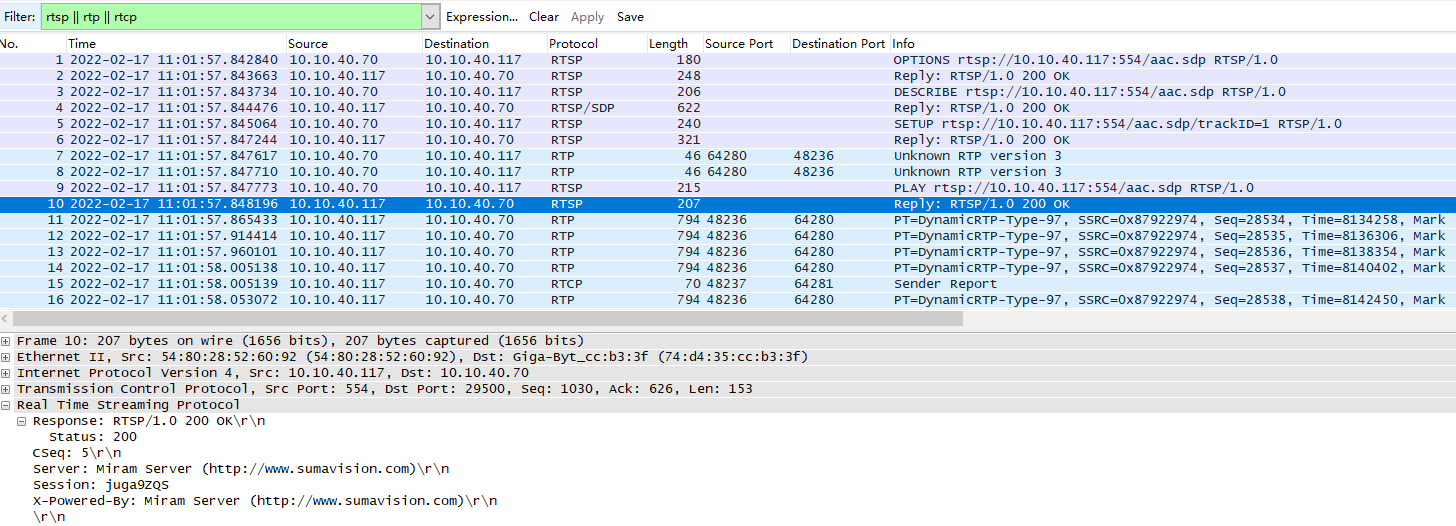 Filter: rtsp || rtp || rtcp Expression... Clear Apply Save
No. Time Source Destination Protocol Length Source Port Destination Port Info
1 2022-02-17 11:01:57.842840 10.10.40.70 10.10.40.117 RTSP 180 OPTIONS rtsp://10.10.40.117:554/aac.sdp RTSP/1.0
2 2022-02-17 11:01:57.843663 10.10.40.117 10.10.40.70 RTSP 248 Reply: RTSP/1.0 200 OK
3 2022-02-17 11:01:57.843734 10.10.40.70 10.10.40.117 RTSP 206 DESCRIBE rtsp://10.10.40.117:554/aac.sdp RTSP/1.0
4 2022-02-17 11:01:57.844476 10.10.40.117 10.10.40.70 RTSP/SDP 622 Reply: RTSP/1.0 200 OK
5 2022-02-17 11:01:57.845064 10.10.40.70 10.10.40.117 RTSP 240 SETUP rtsp://10.10.40.117:554/aac.sdp/trackID=1 RTSP/1.0
6 2022-02-17 11:01:57.847244 10.10.40.117 10.10.40.70 RTSP 321 Reply: RTSP/1.0 200 OK
7 2022-02-17 11:01:57.847617 10.10.40.70 10.10.40.117 RTP 46 64280 48236 Unknown RTP version 3
8 2022-02-17 11:01:57.847710 10.10.40.70 10.10.40.117 RTP 46 64280 48236 Unknown RTP version 3
9 2022-02-17 11:01:57.847773 10.10.40.70 10.10.40.117 RTSP 215 PLAY rtsp://10.10.40.117:554/aac.sdp RTSP/1.0
10 2022-02-17 11:01:57.848196 10.10.40.117 10.10.40.70 RTSP 207 Reply: RTSP/1.0 200 OK
11 2022-02-17 11:01:57.865433 10.10.40.117 10.10.40.70 RTP 794 48236 64280 PT=DynamicRTP-Type-97, SSRC=0x87922974, Seq=28534, Time=8134258, Mark
12 2022-02-17 11:01:57.914414 10.10.40.117 10.10.40.70 RTP 794 48236 64280 PT=DynamicRTP-Type-97, SSRC=0x87922974, Seq=28535, Time=8136306, Mark
13 2022-02-17 11:01:57.960101 10.10.40.117 10.10.40.70 RTP 794 48236 64280 PT=DynamicRTP-Type-97, SSRC=0x87922974, Seq=28536, Time=8138354, Mark
14 2022-02-17 11:01:58.005138 10.10.40.117 10.10.40.70 RTP 794 48236 64280 PT=DynamicRTP-Type-97, SSRC=0x87922974, Seq=28537, Time=8140402, Mark
15 2022-02-17 11:01:58.005139 10.10.40.117 10.10.40.70 RTCP 70 48237 64281 Sender Report
16 2022-02-17 11:01:58.053072 10.10.40.117 10.10.40.70 RTP 794 48236 64280 PT=DynamicRTP-Type-97, SSRC=0x87922974, Seq=28538, Time=8142450, Mark
Frame 10: 207 bytes on wire (1656 bits), 207 bytes captured (1656 bits)
Ethernet II, Src: 54:80:28:52:60:92 (54:80:28:52:60:92), Dst: Giga-Byt_cc:b3:3f (74:d4:35:cc:b3:3f)
Internet Protocol Version 4, Src: 10.10.40.117, Dst: 10.10.40.70
Transmission Control Protocol, Src Port: 554, Dst Port: 29500, Seq: 1030, Ack: 626, Len: 153
Real Time Streaming Protocol
Response: RTSP/1.0 200 OK\r\n
Status: 200
CSeq: 5\r\n
Server: Miram Server (http://www.sumavision.com)\r\n
Session: juga9ZQS
X-Powered-By: Miram Server (http://www.sumavision.com)\r\n
\r\n